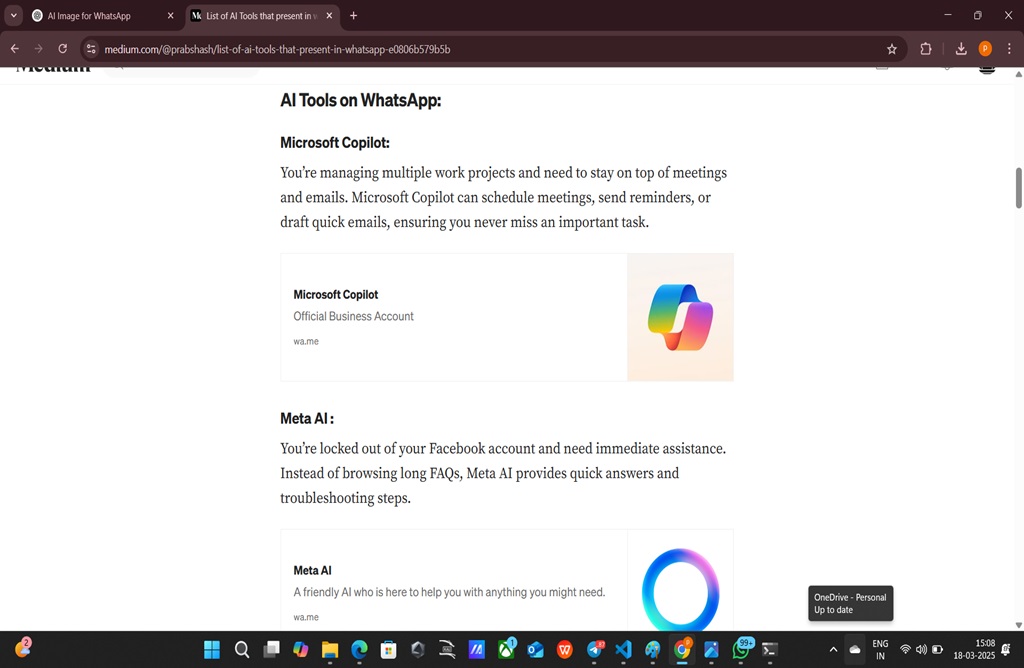 AI Image for WhatsApp
List of AI Tools that present in w
medium.com/@prabshash/list-of-ai-tools-that-present-in-whatsapp-e0806b579b5b
P
Medium
AI Tools on WhatsApp:
Microsoft Copilot:
You’re managing multiple work projects and need to stay on top of meetings
and emails. Microsoft Copilot can schedule meetings, send reminders, or
draft quick emails, ensuring you never miss an important task.
Microsoft Copilot
Official Business Account
wa.me
Meta AI :
You’re locked out of your Facebook account and need immediate assistance.
Instead of browsing long FAQs, Meta AI provides quick answers and
troubleshooting steps.
Meta AI
A friendly AI who is here to help you with anything you might need.
wa.me
OneDrive - Personal
Up to date
2
1
99+
ENG
IN
15:08
18-03-2025